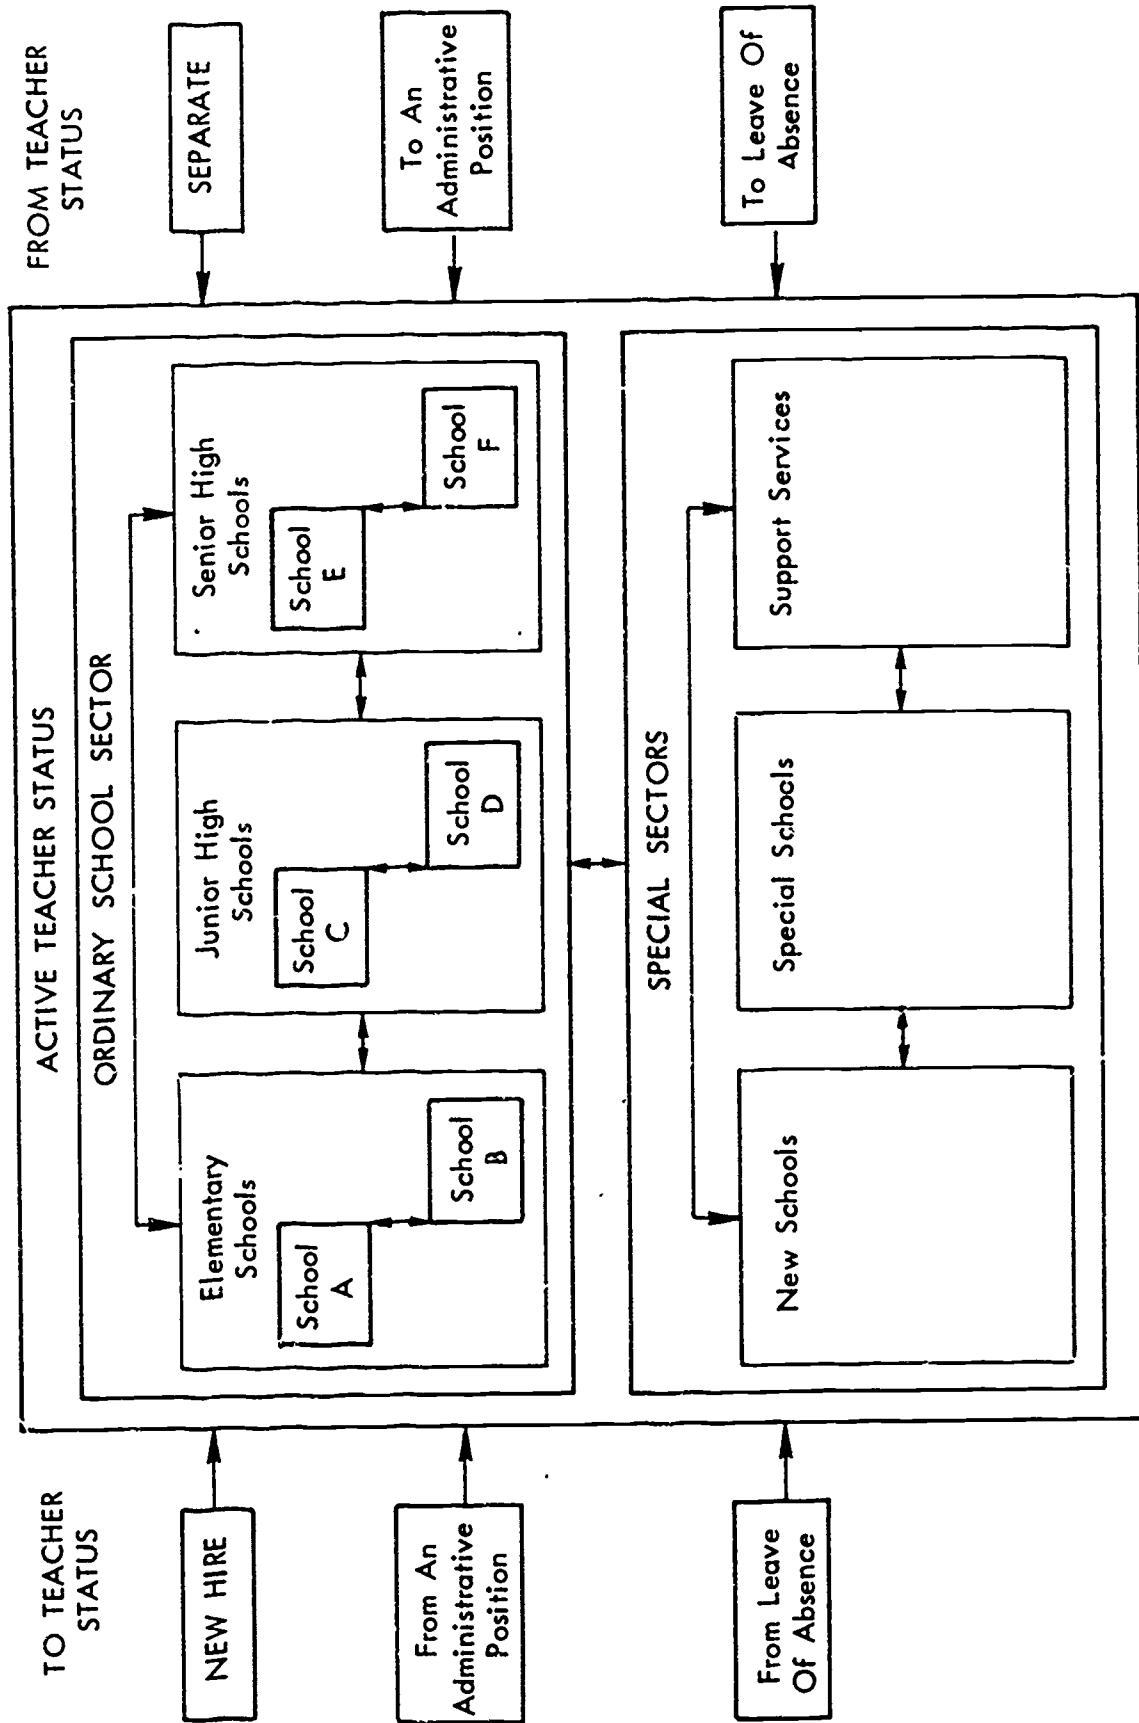 TO TEACHER
STATUS
NEW HIRE
From An
Administrative
Position
From Leave
Of Absence
ACTIVE TEACHER STATUS
ORDINARY SCHOOL SECTOR
Elementary
Schools
School
A
School
B
Junior High
Schools
School
C
School
D
Senior High
Schools
School
E
School
F
SPECIAL SECTORS
New Schools
Special Schools
Support Services
FROM TEACHER
STATUS
SEPARATE
To An
Administrative
Position
To Leave Of
Absence